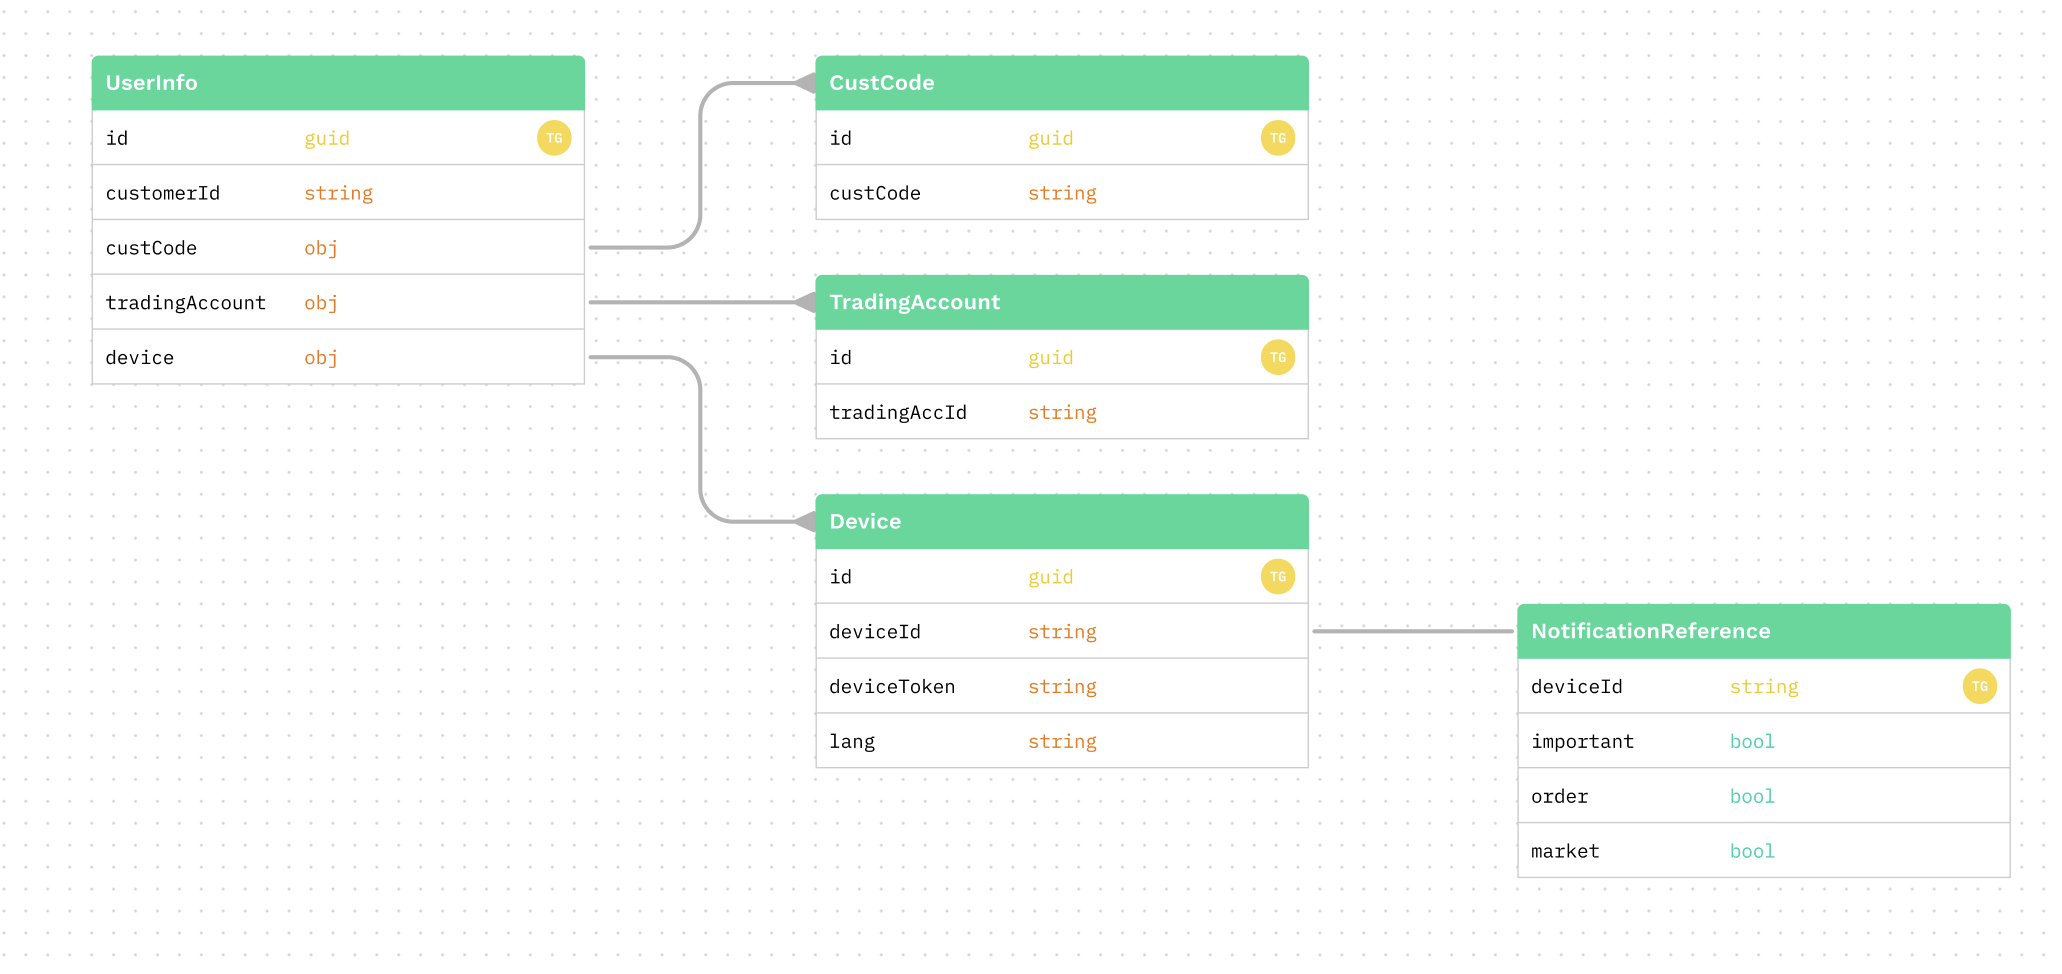 UserInfo
id guid TG
customerId string
custCode obj
tradingAccount obj
device obj
CustCode
id guid TG
custCode string
TradingAccount
id guid TG
tradingAccId string
Device
id guid TG
deviceId string
deviceToken string
lang string
NotificationReference
deviceId string TG
important bool
order bool
market bool